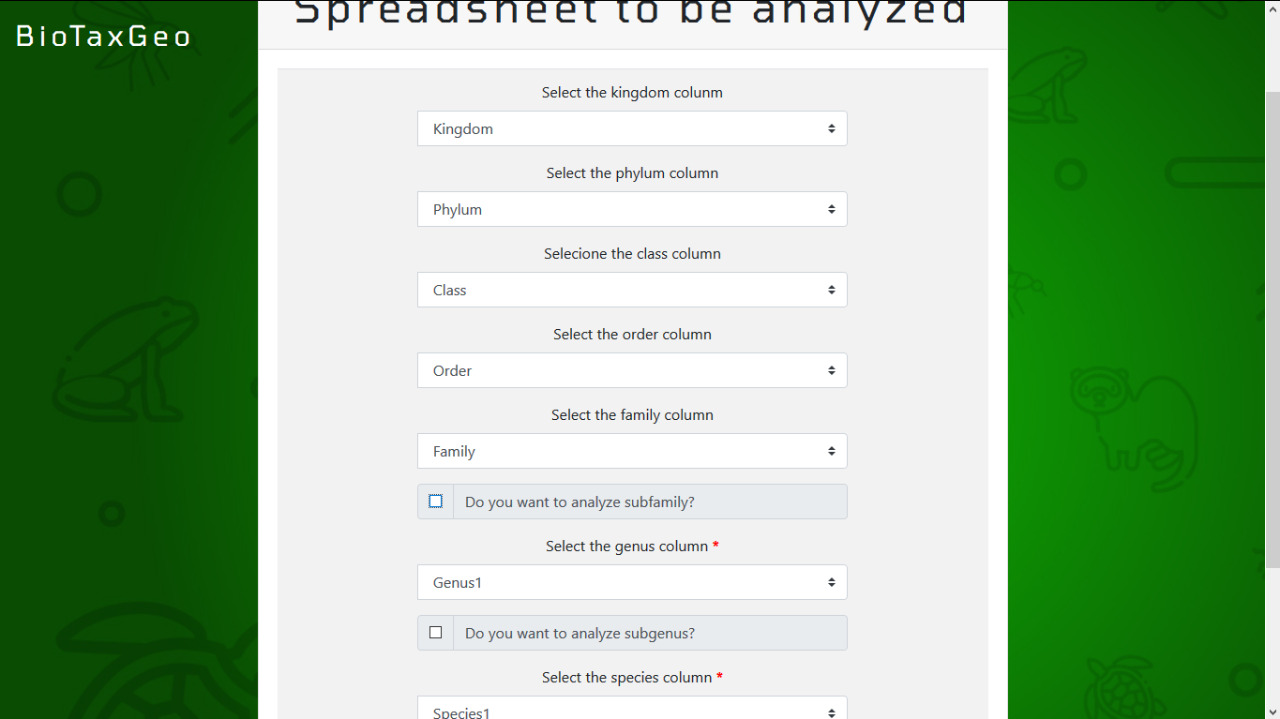 Spreadsheet to be analyzed
BioTaxGeo
Select the kingdom colunm
Kingdom
Select the phylum column
Phylum
Selecione the class column
Class
Select the order column
Order
Select the family column
Family
Do you want to analyze subfamily?
Select the genus column *
Genus1
Do you want to analyze subgenus?
Select the species column *
Species1